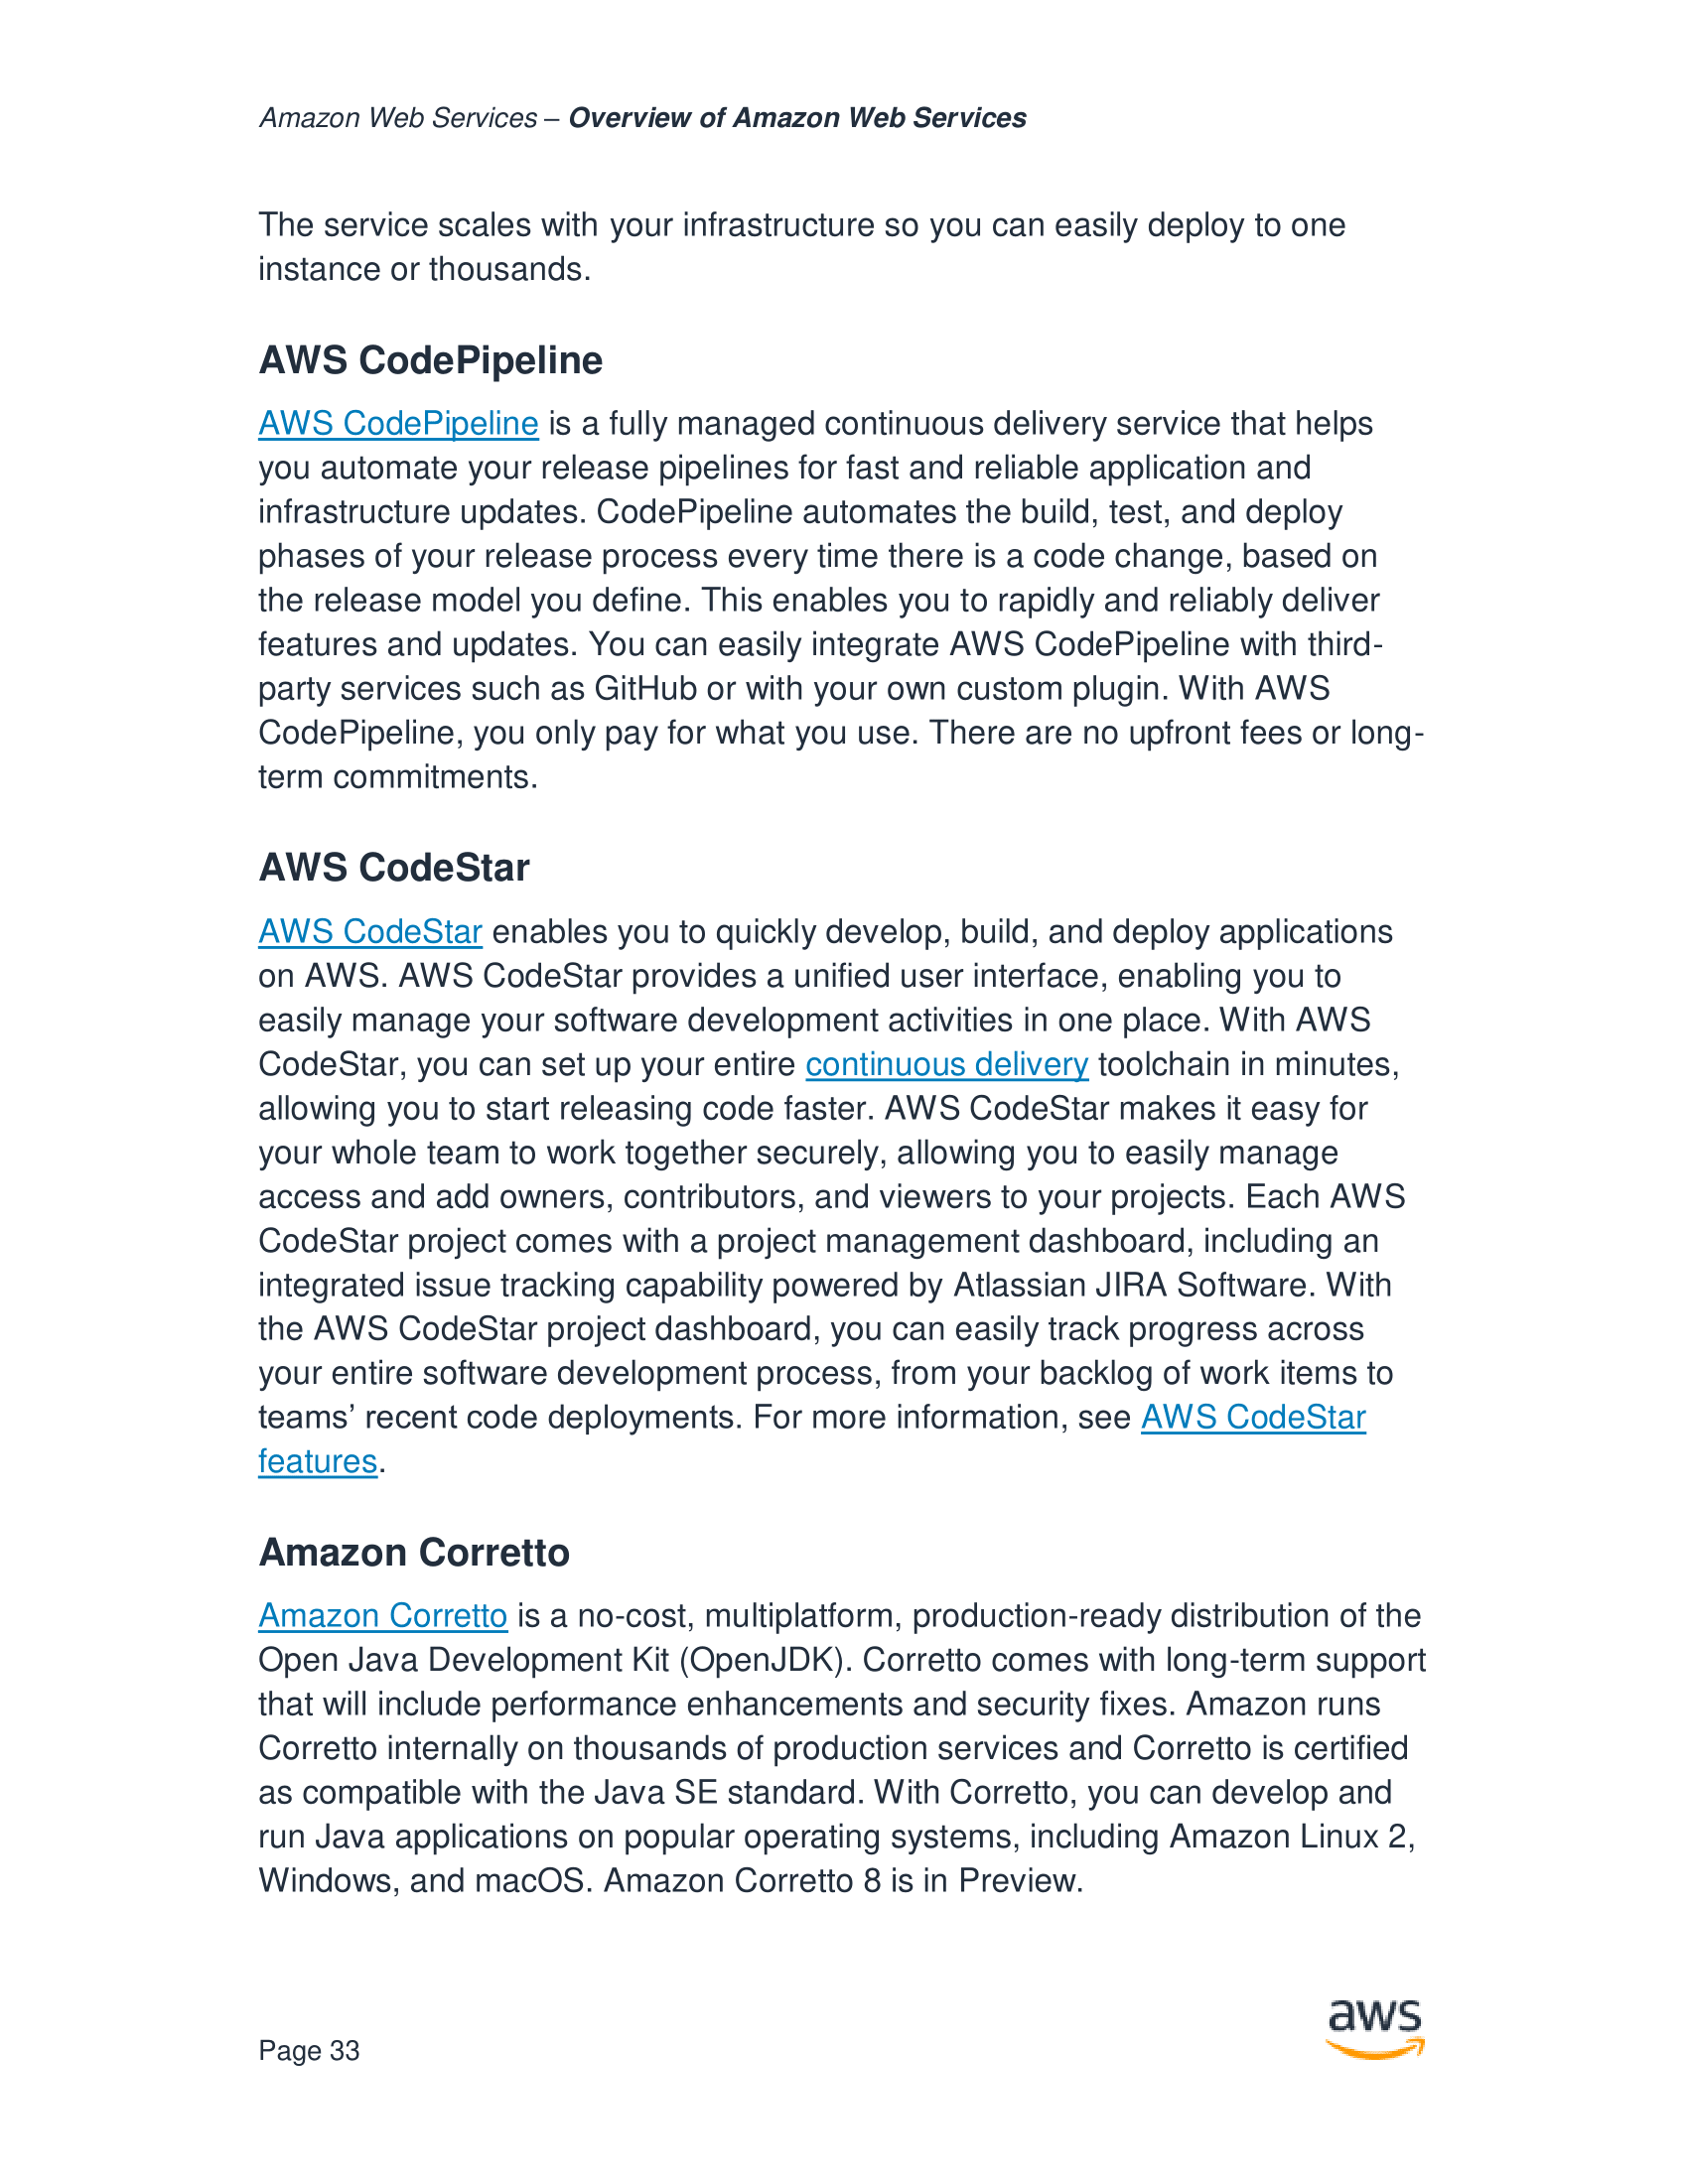 Amazon Web Services – Overview of Amazon Web Services
The service scales with your infrastructure so you can easily deploy to one
instance or thousands.
AWS CodePipeline
AWS CodePipeline is a fully managed continuous delivery service that helps
you automate your release pipelines for fast and reliable application and
infrastructure updates. CodePipeline automates the build, test, and deploy
phases of your release process every time there is a code change, based on
the release model you define. This enables you to rapidly and reliably deliver
features and updates. You can easily integrate AWS CodePipeline with third-
party services such as GitHub or with your own custom plugin. With AWS
CodePipeline, you only pay for what you use. There are no upfront fees or long-
term commitments.
AWS CodeStar
AWS CodeStar enables you to quickly develop, build, and deploy applications
on AWS. AWS CodeStar provides a unified user interface, enabling you to
easily manage your software development activities in one place. With AWS
CodeStar, you can set up your entire continuous delivery toolchain in minutes,
allowing you to start releasing code faster. AWS CodeStar makes it easy for
your whole team to work together securely, allowing you to easily manage
access and add owners, contributors, and viewers to your projects. Each AWS
CodeStar project comes with a project management dashboard, including an
integrated issue tracking capability powered by Atlassian JIRA Software. With
the AWS CodeStar project dashboard, you can easily track progress across
your entire software development process, from your backlog of work items to
teams’ recent code deployments. For more information, see AWS CodeStar
features.
Amazon Corretto
Amazon Corretto is a no-cost, multiplatform, production-ready distribution of the
Open Java Development Kit (OpenJDK). Corretto comes with long-term support
that will include performance enhancements and security fixes. Amazon runs
Corretto internally on thousands of production services and Corretto is certified
as compatible with the Java SE standard. With Corretto, you can develop and
run Java applications on popular operating systems, including Amazon Linux 2,
Windows, and macOS. Amazon Corretto 8 is in Preview.
aws
Page 33